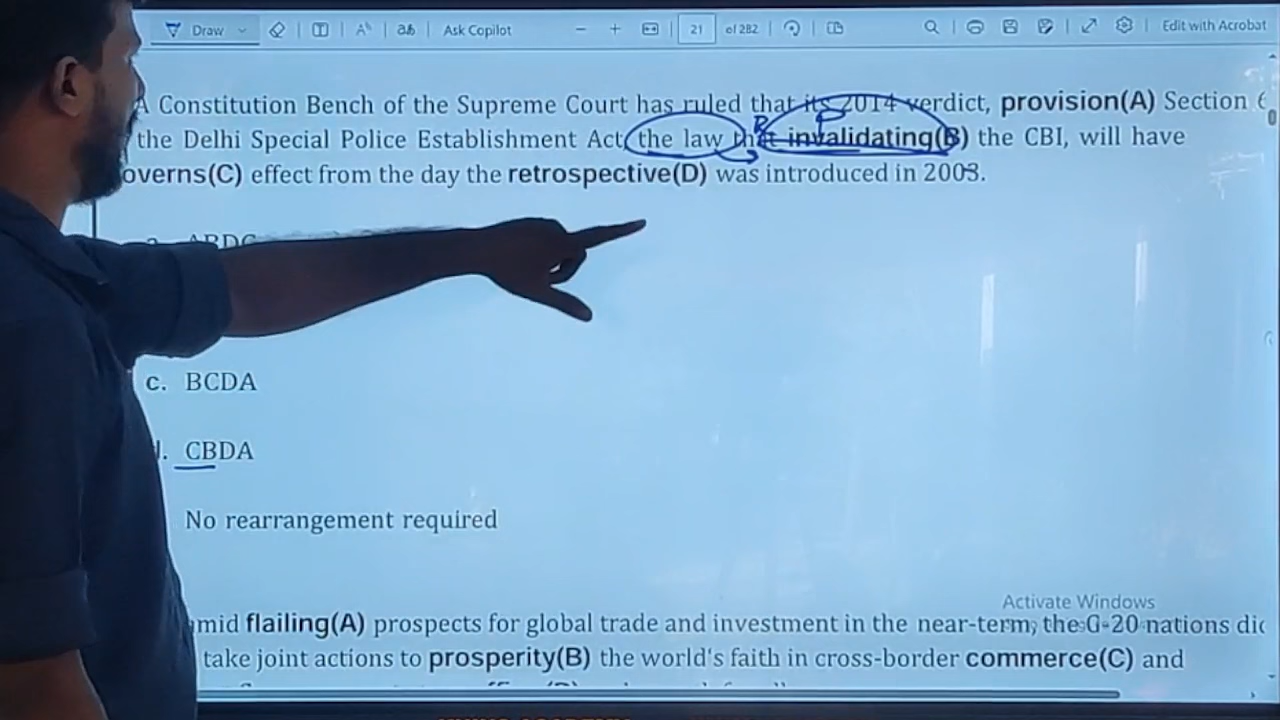 Draw A ab Ask Copilot − + 21 of 282 Edit with Acrobat
A Constitution Bench of the Supreme Court has ruled that its 2014 verdict, provision(A) Section 6
the Delhi Special Police Establishment Act, the law that invalidating(B) the CBI, will have
overns(C) effect from the day the retrospective(D) was introduced in 2003.
ABDC
c. BCDA
d. CBDA
No rearrangement required
Activate Windows
mid flailing(A) prospects for global trade and investment in the near-term, the G-20 nations did
take joint actions to prosperity(B) the world's faith in cross-border commerce(C) and